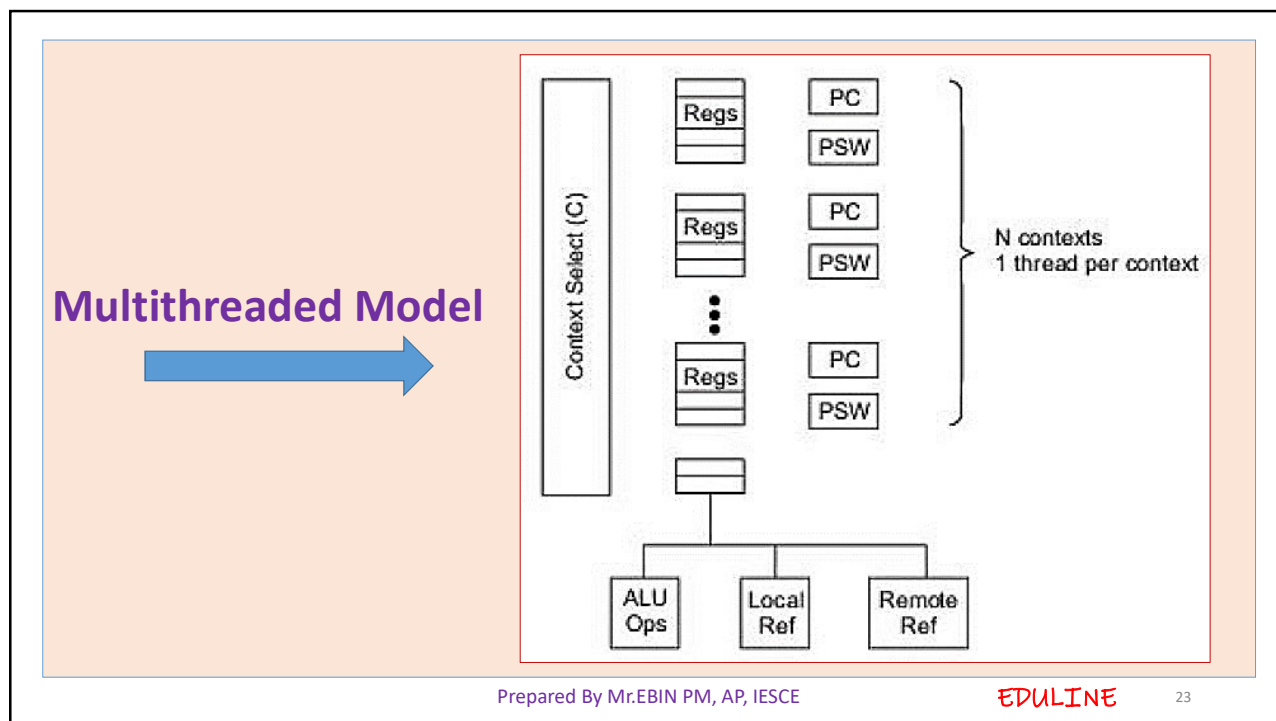 Multithreaded Model
Context Select (C)
Regs
PC
PSW
Regs
PC
PSW
Regs
PC
PSW
N contexts
1 thread per context
ALU
Ops
Local
Ref
Remote
Ref
Prepared By Mr.EBIN PM, AP, IESCE
EDULINE
23